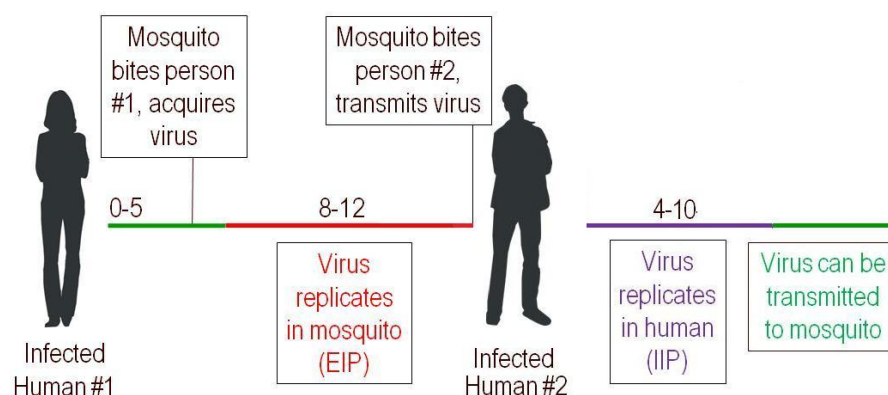 Mosquito
bites person
#1, acquires
virus
Mosquito bites
person #2,
transmits virus
0-5
8-12
4-10
Virus
replicates
in mosquito
(EIP)
Virus
replicates
in human
(IIP)
Virus can be
transmitted
to mosquito
Infected
Human #1
Infected
Human #2